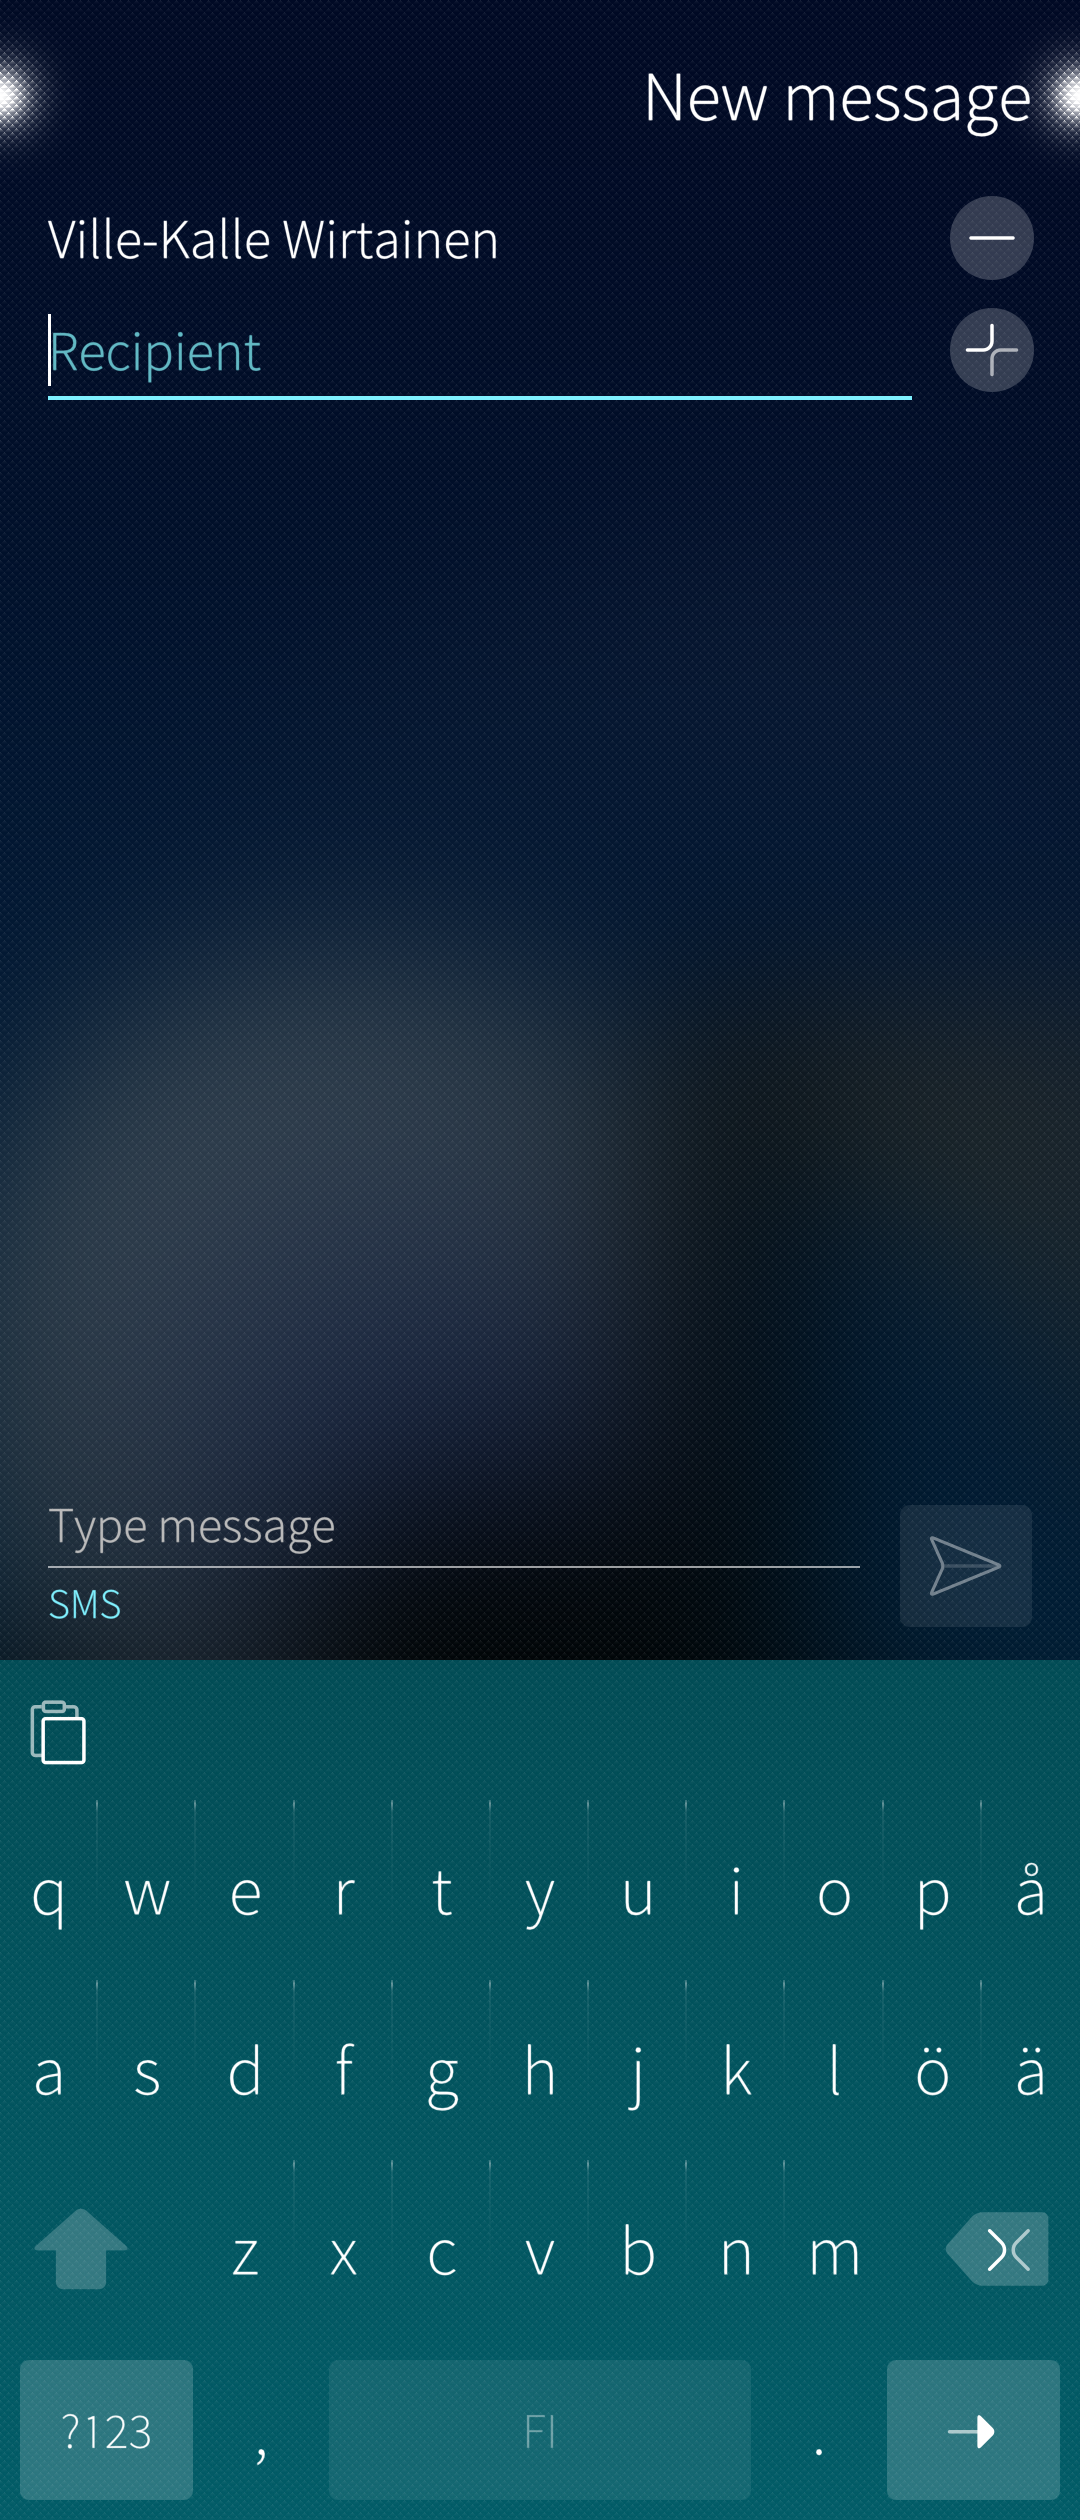 New message
Ville-Kalle Wirtainen
Recipient
Type message
SMS
q w e r t y u i o p å
a s d f g h j k l ö ä
z x c v b n m
?123 , FI .